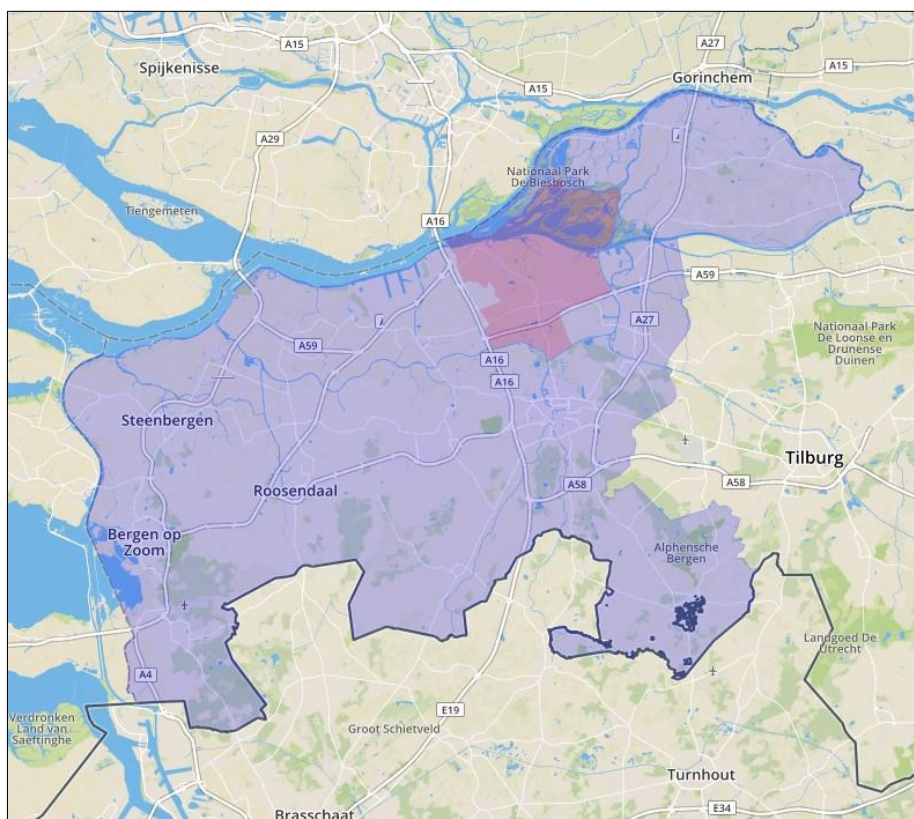 A15
A27
Spijkenisse
Gorinchem
A15
A15
A29
Nationaal Park
De Biesbosch
Tiengemeten
A16
A59
A27
A59
Nationaal Park
De Loonse en
Drunense
Duinen
A16
A16
Steenbergen
Tilburg
Roosendaal
A58
A58
Bergen op
Zoom
Alphensche
Bergen
Landgoed De
Utrecht
A4
E19
Verdronken
Land van
Saeftinghe
Groot Schietveld
Turnhout
E34
Brasschaat